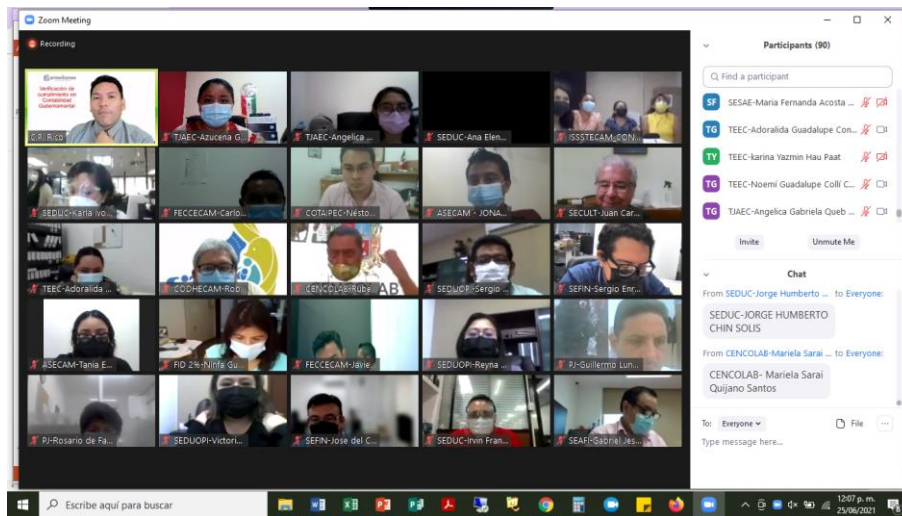 Zoom Meeting
Recording
Participants (90)
Find a participant
Verificación de
cumplimiento en
Contabilidad
Gubernamental
C.P. Rico
TJAEC-Azucena G...
TJAEC-Angelica ...
SEDUC-Ana Elen...
ISSSTECAM_CON...
SF SESAE-Maria Fernanda Acosta ...
TG TEEC-Adoralida Guadalupe Con...
TY TEEC-karina Yazmin Hau Paat
TG TEEC-Noemí Guadalupe Collí C...
TG TJAEC-Angelica Gabriela Queb ...
Invite
Unmute Me
SEDUC-Karla Ivo...
FECCECAM-Carlo...
COTAIPEC-Nésto...
ASECAM - JONA...
SECULT-Juan Car...
TEEC-Adoralida ...
CODHECAM-Rob...
CENCOLAB-Rube...
SEDUOPI-Sergio ...
SEFIN-Sergio Enr...
Chat
From SEDUC-Jorge Humberto ... to Everyone:
SEDUC-JORGE HUMBERTO
CHIN SOLIS
From CENCOLAB-Mariela Sarai ... to Everyone:
CENCOLAB- Mariela Sarai
Quijano Santos
ASECAM-Tania E...
FID 2%-Ninfa Gu...
FECCECAM-Javie...
SEDUOPI-Reyna ...
PJ-Guillermo Lun...
PJ-Rosario de Fa...
SEDUOPI-Victori...
SEFIN-Jose del C...
SEDUC-Irvin Fran...
SEAFI-Gabriel Jes...
To: Everyone
File
Type message here...
Escribe aquí para buscar
12:07 p. m.
25/06/2021